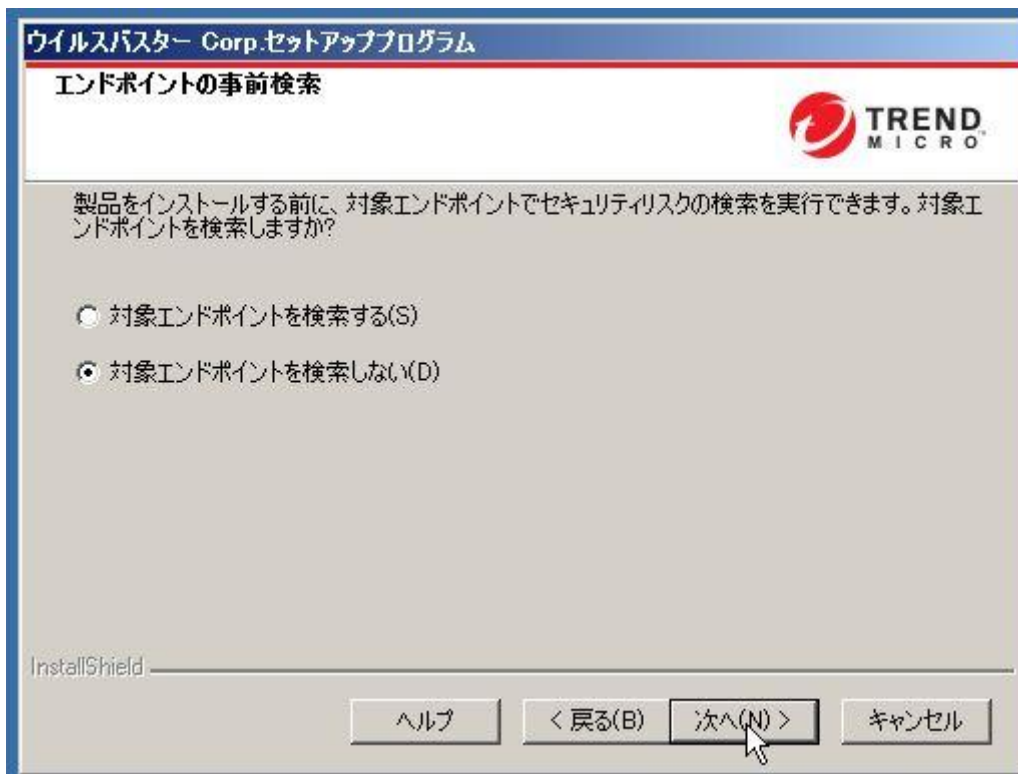 ウイルスバスター Corp.セットアッププログラム
エンドポイントの事前検索
TREND
MICRO
製品をインストールする前に、対象エンドポイントでセキュリティリスクの検索を実行できます。対象エ
ンドポイントを検索しますか?
対象エンドポイントを検索する(S)
対象エンドポイントを検索しない(D)
InstallShield
ヘルプ
< 戻る(B)
次へ(N) >
キャンセル